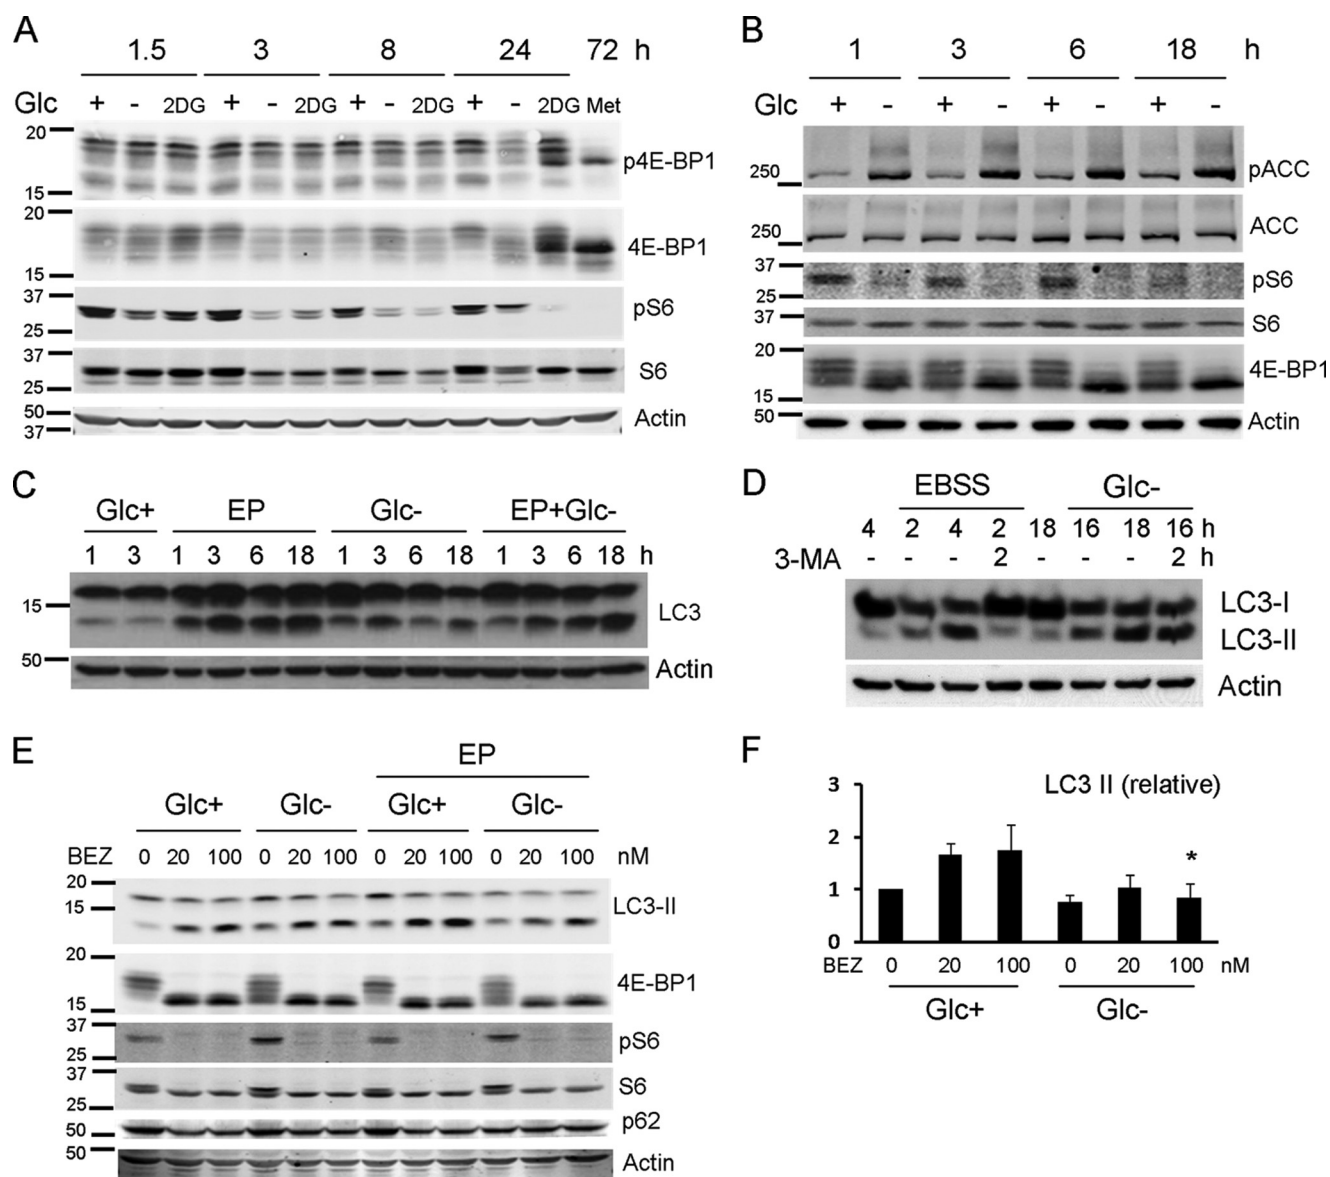 A
1.5 3 8 24 72 h
Glc + - 2DG + - 2DG + - 2DG + - 2DG Met
20
15
p4E-BP1
20
15
4E-BP1
37
25
pS6
37
25
S6
50
37
Actin
B
1 3 6 18 h
Glc + - + - + - + -
250
pACC
250
ACC
37
25
pS6
37
S6
20
15
4E-BP1
50
Actin
C
Glc+ EP Glc- EP+Glc-
1 3 1 3 6 18 1 3 6 18 1 3 6 18 h
15
LC3
50
Actin
D
EBSS Glc-
4 2 4 2 18 16 18 16 h
3-MA - - - 2 - - - 2 h
LC3-I
LC3-II
Actin
E
EP
Glc+ Glc- Glc+ Glc-
BEZ 0 20 100 0 20 100 0 20 100 0 20 100 nM
20
15
LC3-II
20
15
4E-BP1
37
25
pS6
37
25
S6
50
p62
50
Actin
F
LC3 II (relative)
3
2
1
0
*
BEZ 0 20 100 0 20 100 nM
Glc+ Glc-